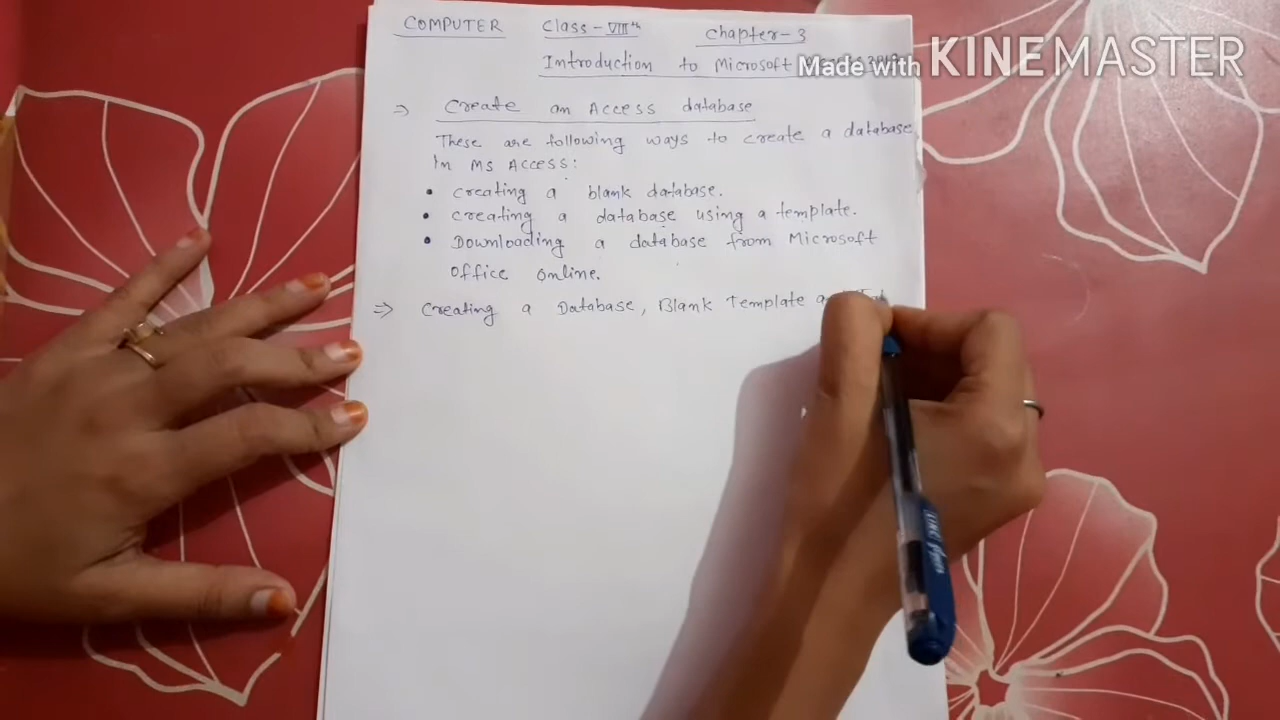 COMPUTER Class-VIIIth Chapter-3
Introduction to Microsoft
Made with KINEMASTER
⇒ Create an Access database
These are following ways to create a database
In MS Access:
• Creating a blank database.
• Creating a database using a template.
• Downloading a database from Microsoft
Office Online.
⇒ Creating a Database, Blank Template